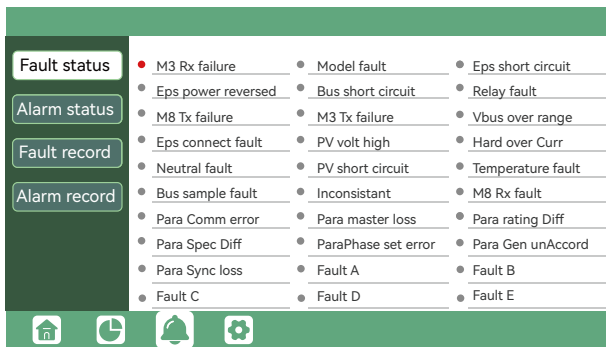 Fault status
Alarm status
Fault record
Alarm record
M3 Rx failure Model fault Eps short circuit
Eps power reversed Bus short circuit Relay fault
M8 Tx failure M3 Tx failure Vbus over range
Eps connect fault PV volt high Hard over Curr
Neutral fault PV short circuit Temperature fault
Bus sample fault Inconsistant M8 Rx fault
Para Comm error Para master loss Para rating Diff
Para Spec Diff ParaPhase set error Para Gen unAccord
Para Sync loss Fault A Fault B
Fault C Fault D Fault E